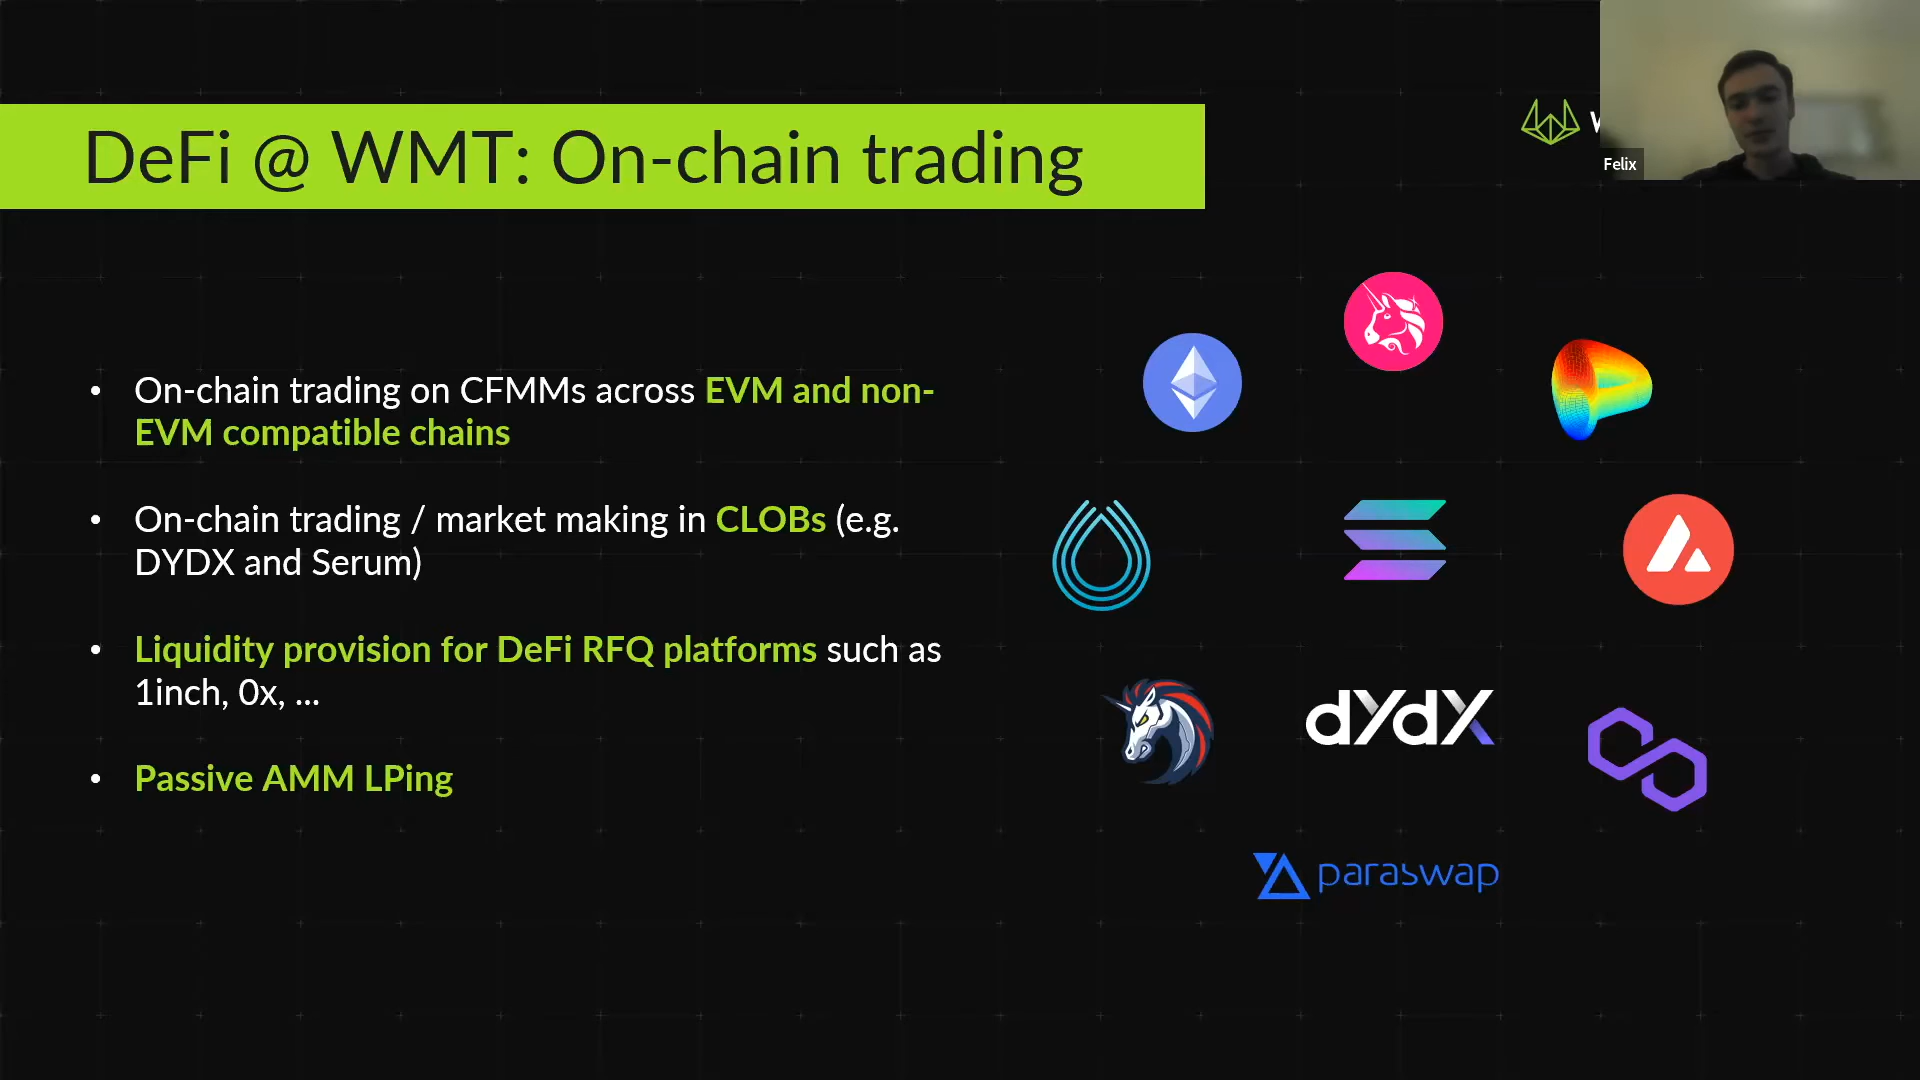 DeFi @ WMT: On-chain trading
W
Felix
• On-chain trading on CFMMs across EVM and non-
EVM compatible chains
• On-chain trading / market making in CLOBs (e.g.
DYDX and Serum)
• Liquidity provision for DeFi RFQ platforms such as
1inch, 0x, ...
• Passive AMM LPing
dYdX
paraswap